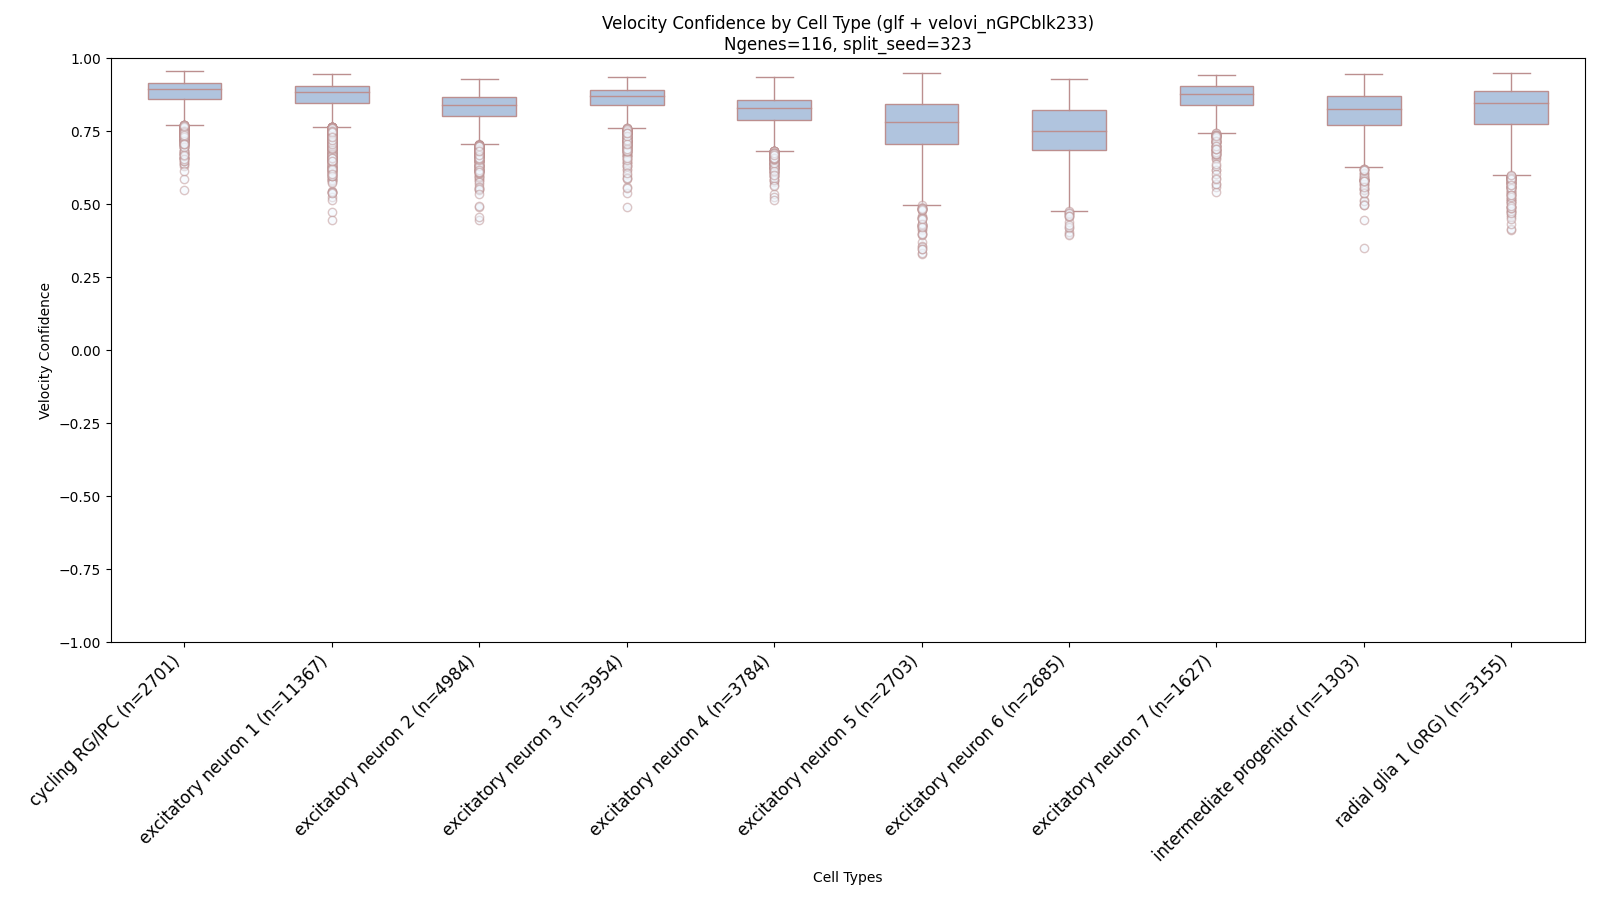 Velocity Confidence by Cell Type (glf + velovi_nGPCblk233)
Ngenes=116, split_seed=323
Velocity Confidence
1.00
0.75
0.50
0.25
0.00
−0.25
−0.50
−0.75
−1.00
cycling RG/IPC (n=2701)
excitatory neuron 1 (n=11367)
excitatory neuron 2 (n=4984)
excitatory neuron 3 (n=3954)
excitatory neuron 4 (n=3784)
excitatory neuron 5 (n=2703)
excitatory neuron 6 (n=2685)
excitatory neuron 7 (n=1627)
intermediate progenitor (n=1303)
radial glia 1 (oRG) (n=3155)
Cell Types